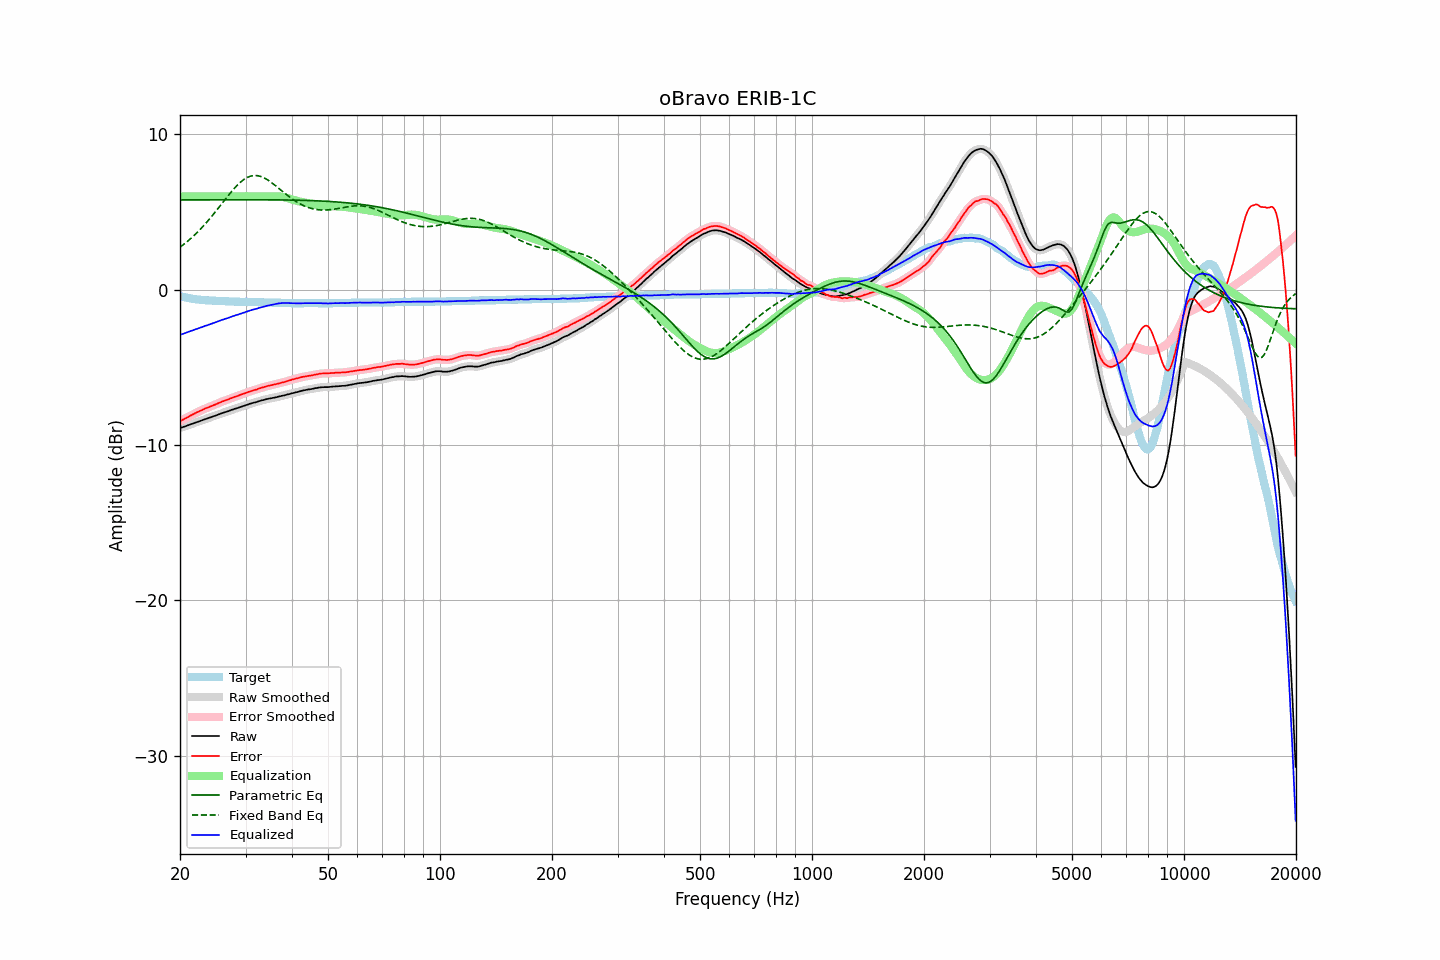 oBravo ERIB-1C
10
0
−10
−20
−30
Amplitude (dBr)
20
50
100
200
500
1000
2000
5000
10000
20000
Frequency (Hz)
Target
Raw Smoothed
Error Smoothed
Raw
Error
Equalization
Parametric Eq
Fixed Band Eq
Equalized